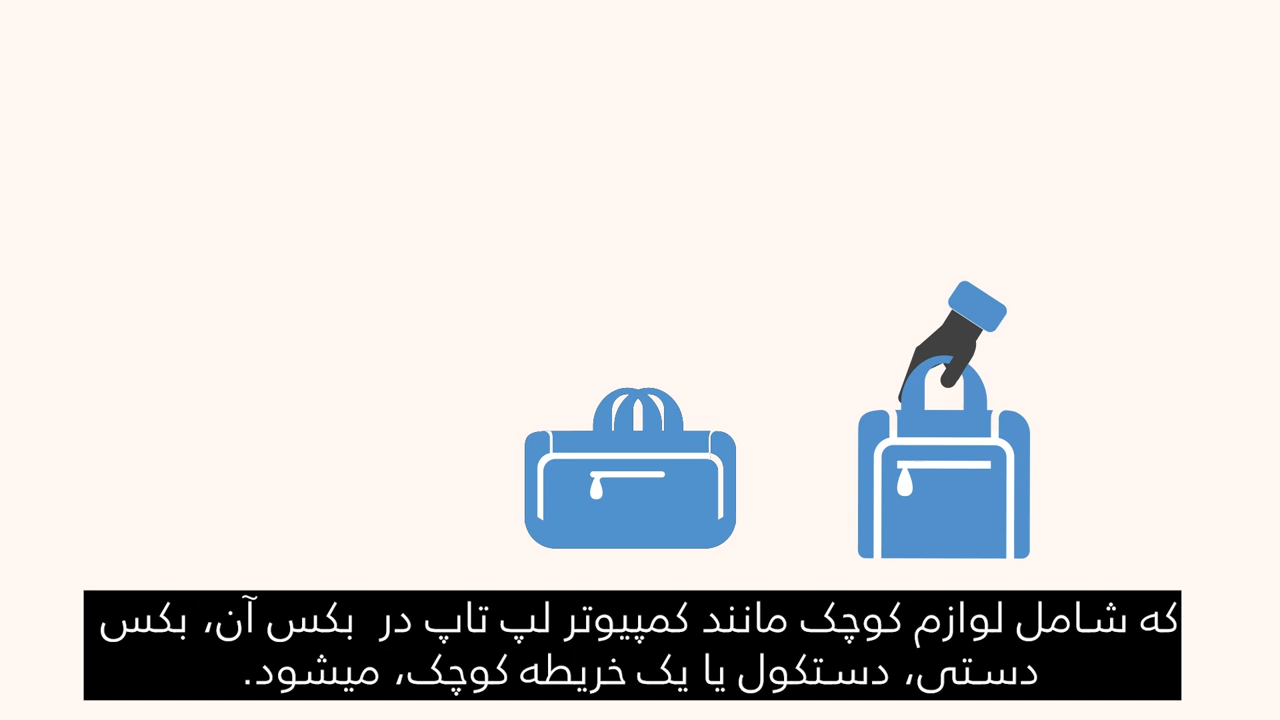 که شامل لوازم کوچک مانند کمپیوتر لپ تاپ در  بکس آن، بکس
دستی، دستکول یا یک خریطه کوچک، میشود.